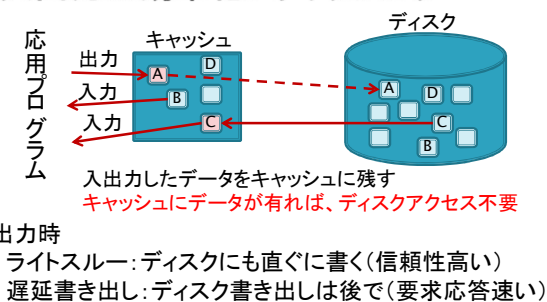 応用プログラム
キャッシュ
ディスク
出力
入力
入力
A
D
B
C
A
D
C
B
入出力したデータをキャッシュに残す
キャッシュにデータが有れば、ディスクアクセス不要
出力時
ライトスルー：ディスクにも直ぐに書く（信頼性高い）
遅延書き出し：ディスク書き出しは後で（要求応答速い）